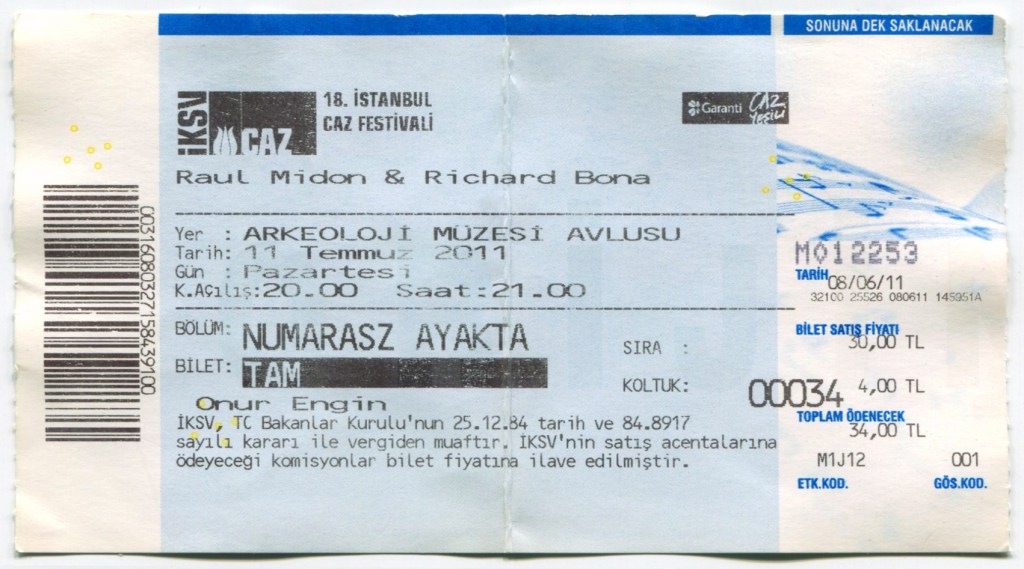 SONUNA DEK SAKLANACAK
İKSV CAZ
18. İSTANBUL
CAZ FESTİVALİ
Garanti CAZ YEŞİLİ
Raul Midon & Richard Bona
Yer : ARKEOLOJİ MÜZESİ AVLUSU
Tarih: 11 Temmuz 2011
Gün : Pazartesi
K.Açılış:20.00 Saat:21.00
BÖLÜM: NUMARASZ AYAKTA
SIRA :
BİLET: TAM
KOLTUK: 00034
Onur Engin
İKSV, TC Bakanlar Kurulu'nun 25.12.84 tarih ve 84.8917
sayılı kararı ile vergiden muaftır. IKSV'nin satış acentalarına
ödeyeceği komisyonlar bilet fiyatına ilave edilmiştir.
00316080327158439100
M012253
TARİH 08/06/11
32100 25526 080611 145951A
BİLET SATIŞ FİYATI
30,00 TL
4,00 TL
TOPLAM ÖDENECEK
34,00 TL
M1J12 001
ETK.KOD. GÖS.KOD.